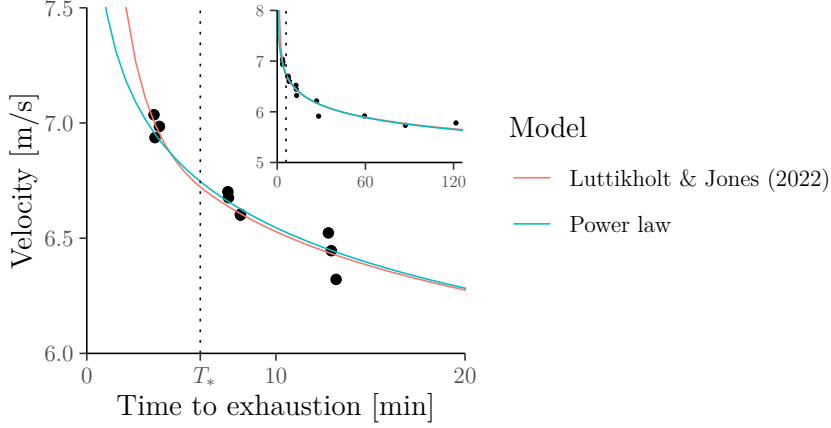 7.5
7.0
6.5
6.0
Velocity [m/s]
0
T*
10
20
Time to exhaustion [min]
8
7
6
5
0
60
120
Model
Luttikholt & Jones (2022)
Power law